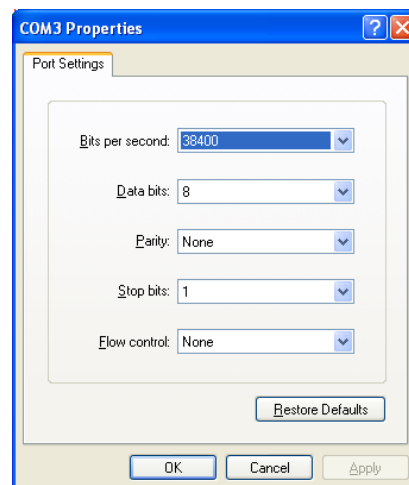 COM3 Properties
Port Settings
Bits per second: 38400
Data bits: 8
Parity: None
Stop bits: 1
Flow control: None
Restore Defaults
OK Cancel Apply